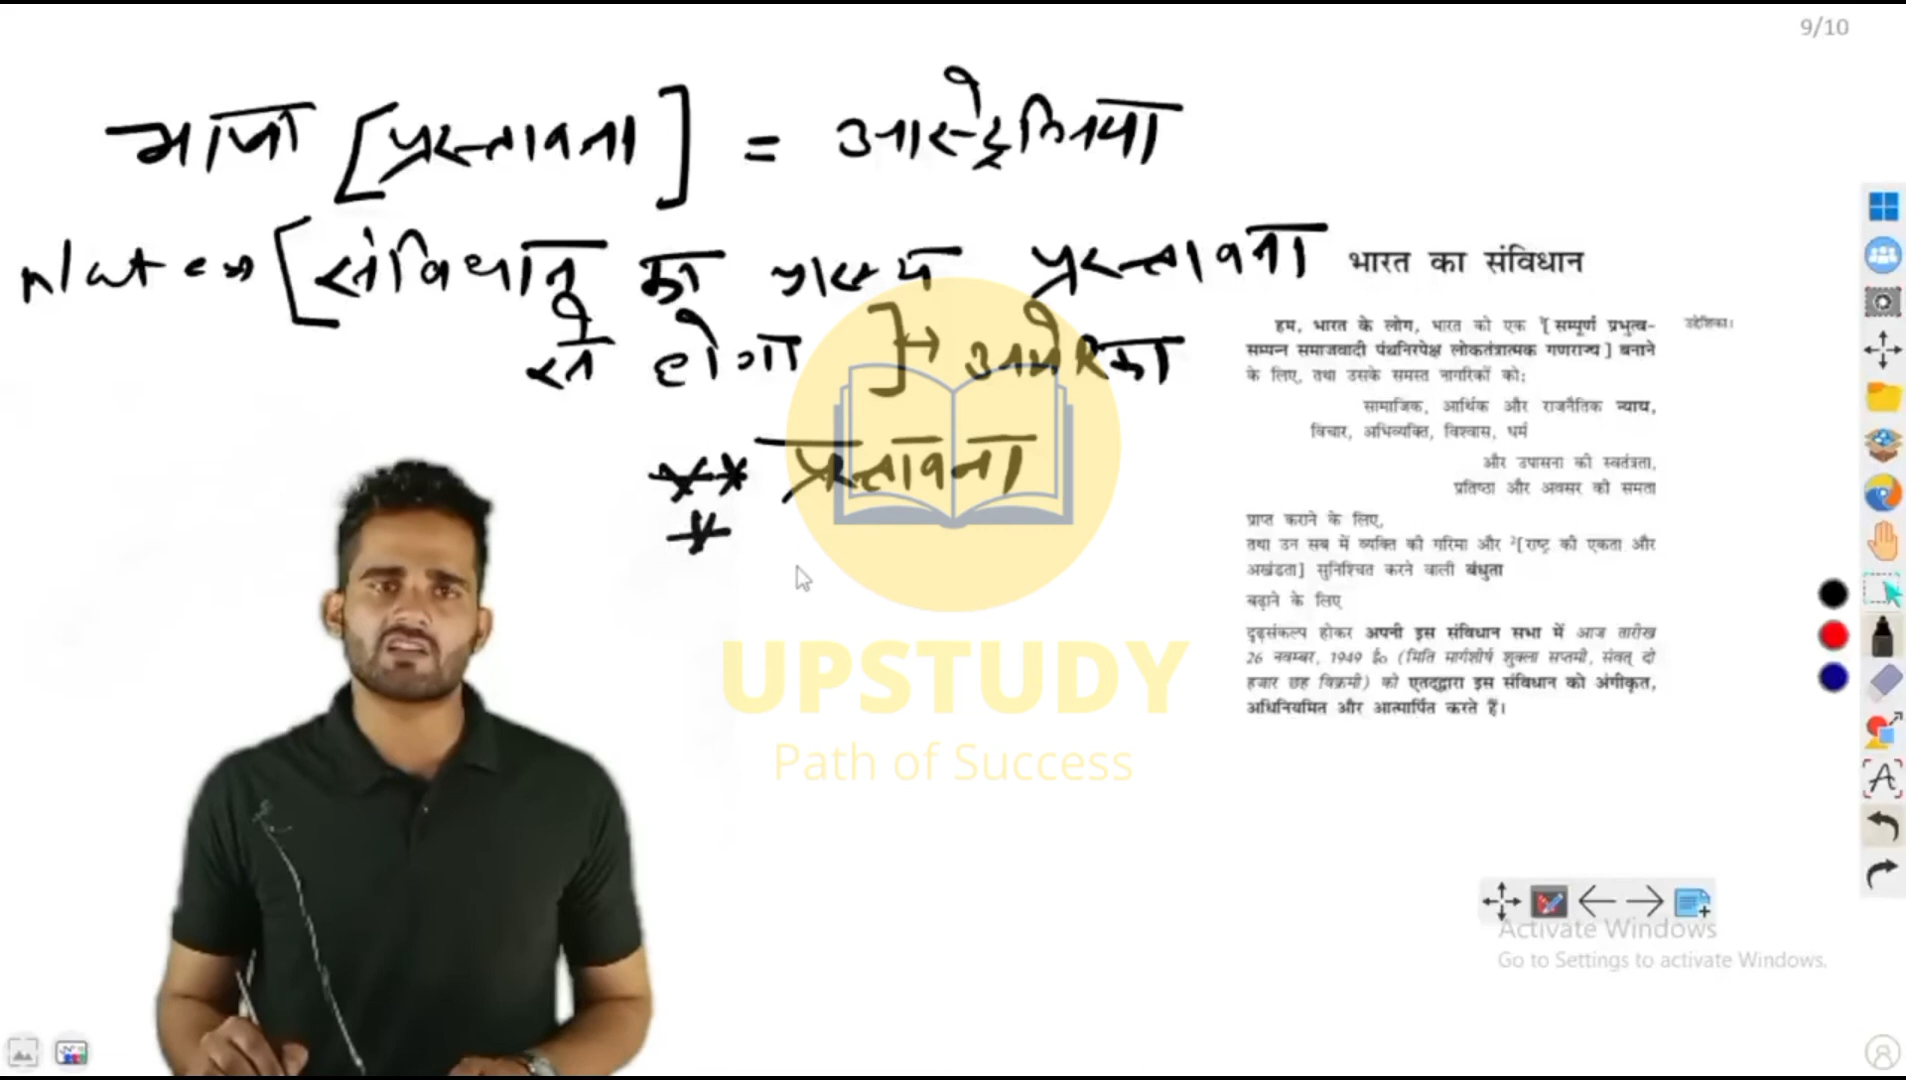 9/10
भाषा [प्रस्तावना] = आस्ट्रेलिया
[संविधान का प्रारम्भ प्रस्तावना
से होगा] → अमेरिका
** प्रस्तावना
*
भारत का संविधान
उद्देशिका।
हम, भारत के लोग, भारत को एक ¹[सम्पूर्ण प्रभुत्व-
सम्पन्न समाजवादी पंथनिरपेक्ष लोकतंत्रात्मक गणराज्य] बनाने
के लिए, तथा उसके समस्त नागरिकों को:
सामाजिक, आर्थिक और राजनैतिक न्याय,
विचार, अभिव्यक्ति, विश्वास, धर्म
और उपासना की स्वतंत्रता,
प्रतिष्ठा और अवसर की समता
प्राप्त कराने के लिए,
तथा उन सब में व्यक्ति की गरिमा और ²[राष्ट्र की एकता और
अखंडता] सुनिश्चित करने वाली बंधुता
बढ़ाने के लिए
दृढ़संकल्प होकर अपनी इस संविधान सभा में आज तारीख
26 नवम्बर, 1949 ई० (मिति मार्गशीर्ष शुक्ला सप्तमी, संवत् दो
हजार छह विक्रमी) को एतद्द्वारा इस संविधान को अंगीकृत,
अधिनियमित और आत्मार्पित करते हैं।
UPSTUDY
Path of Success
Activate Windows
Go to Settings to activate Windows.